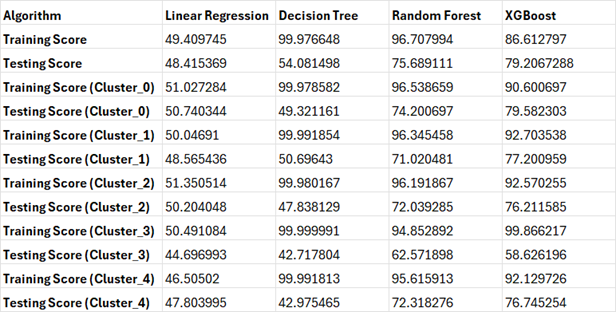 Algorithm Linear Regression Decision Tree Random Forest XGBoost
Training Score 49.409745 99.976648 96.707994 86.612797
Testing Score 48.415369 54.081498 75.689111 79.2067288
Training Score (Cluster_0) 51.027284 99.978582 96.538659 90.600697
Testing Score (Cluster_0) 50.740344 49.321161 74.200697 79.582303
Training Score (Cluster_1) 50.04691 99.991854 96.345458 92.703538
Testing Score (Cluster_1) 48.565436 50.69643 71.020481 77.200959
Training Score (Cluster_2) 51.350514 99.980167 96.191867 92.570255
Testing Score (Cluster_2) 50.204048 47.838129 72.039285 76.211585
Training Score (Cluster_3) 50.491084 99.999991 94.852892 99.866217
Testing Score (Cluster_3) 44.696993 42.717804 62.571898 58.626196
Training Score (Cluster_4) 46.50502 99.991813 95.615913 92.129726
Testing Score (Cluster_4) 47.803995 42.975465 72.318276 76.745254